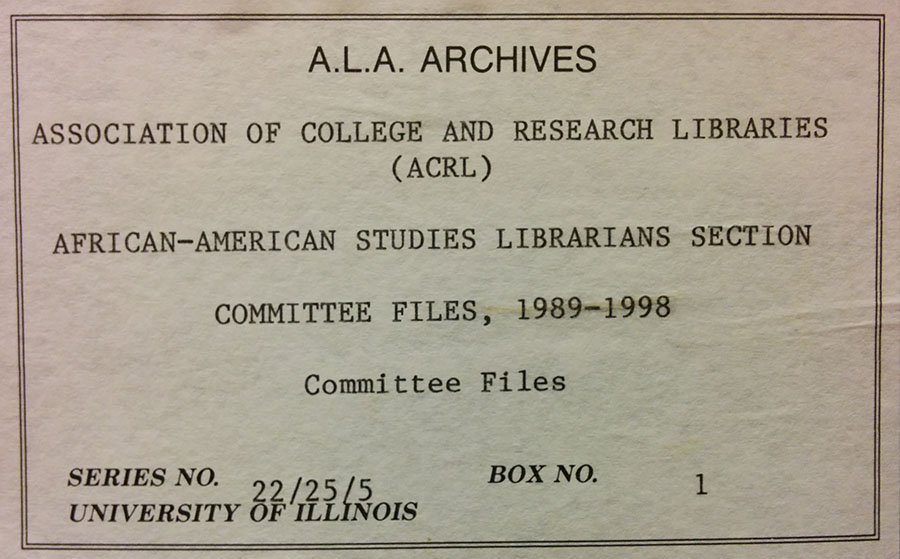 A.L.A. ARCHIVES
ASSOCIATION OF COLLEGE AND RESEARCH LIBRARIES
(ACRL)
AFRICAN-AMERICAN STUDIES LIBRARIANS SECTION
COMMITTEE FILES, 1989-1998
Committee Files
SERIES NO. 22/25/5 BOX NO. 1
UNIVERSITY OF ILLINOIS